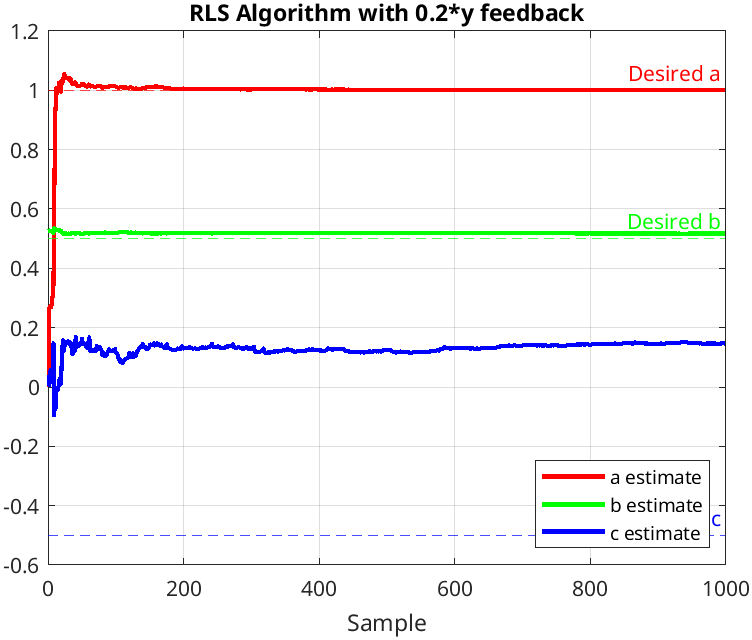 RLS Algorithm with 0.2*y feedback
1.2
1
0.8
0.6
0.4
0.2
0
-0.2
-0.4
-0.6
Desired a
Desired b
c
a estimate
b estimate
c estimate
0
200
400
600
800
1000
Sample